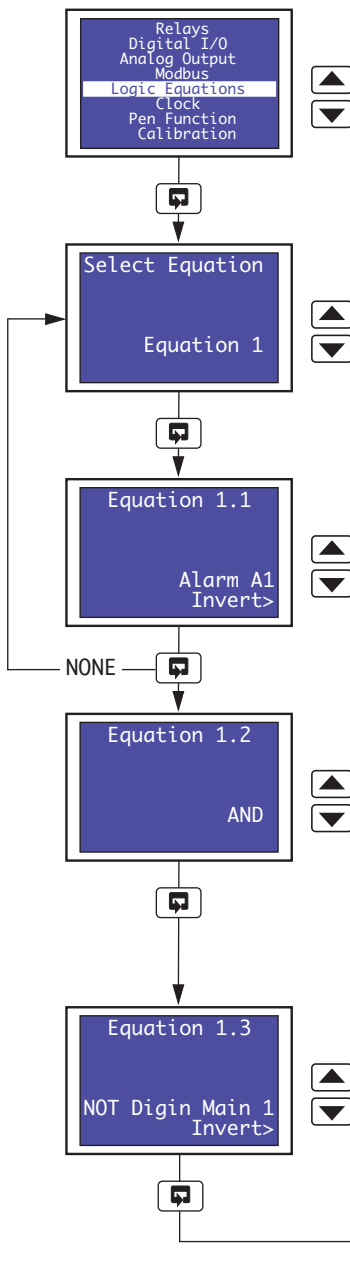 Relays
Digital I/O
Analog Output
Modbus
Logic Equations
Clock
Pen Function
Calibration
Select Equation
Equation 1
Equation 1.1
Alarm A1
Invert>
NONE
Equation 1.2
AND
Equation 1.3
NOT Digin Main 1
Invert>